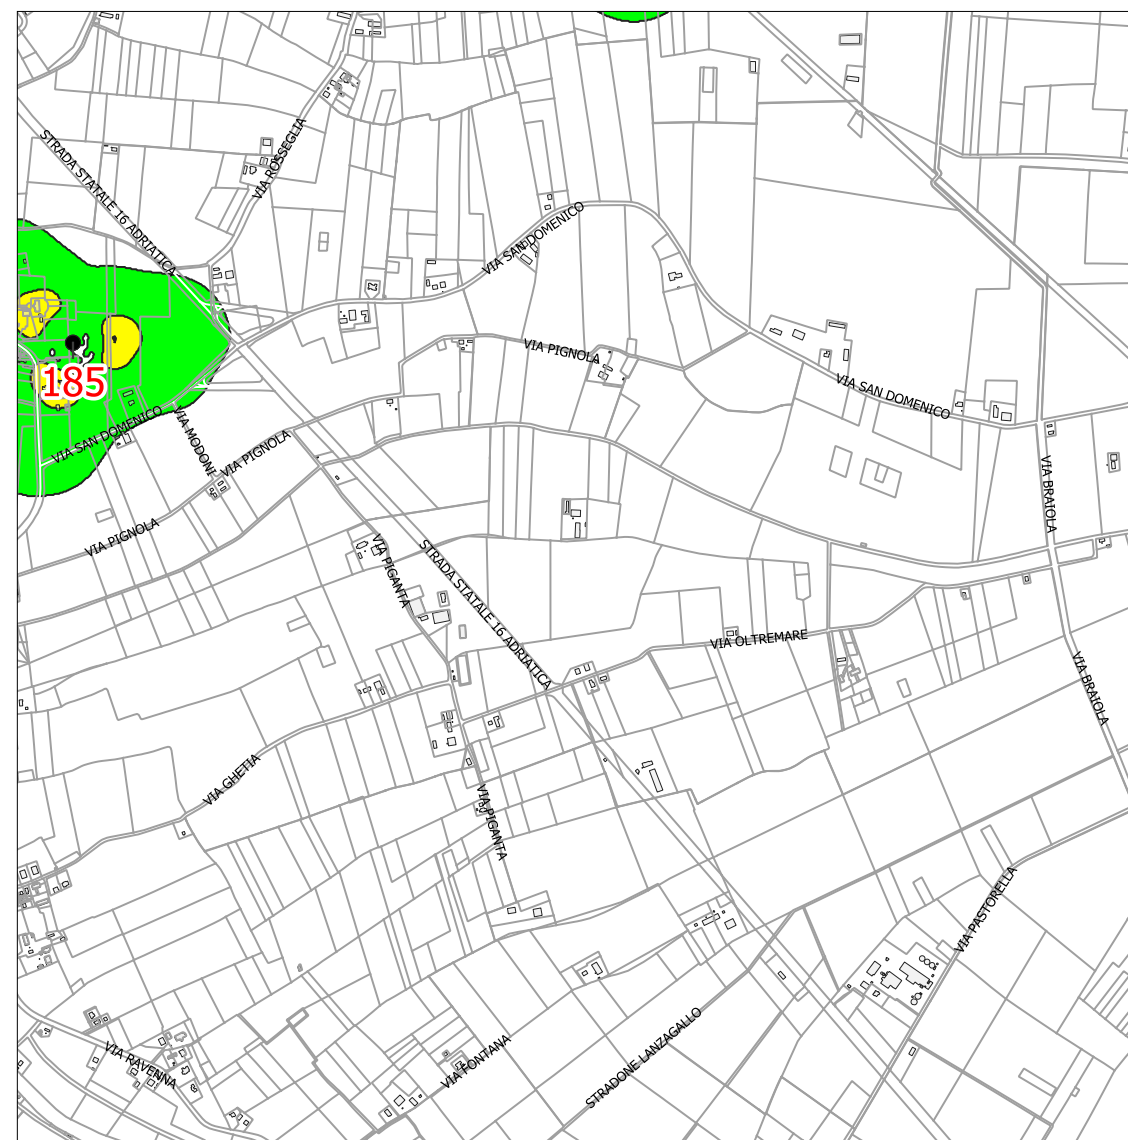 VIA ROSSEGLIA
STRADA STATALE 16 ADRIATICA
VIA SAN DOMENICO
VIA PIGNOLA
185
VIA SAN DOMENICO
VIA SAN DOMENICO
VIA MODONI
VIA PIGNOLA
VIA BRAIOLA
VIA PIGNOLA
VIA PIGANTA
STRADA STATALE 16 ADRIATICA
VIA OLTREMARE
VIA BRAIOLA
VIA GHETIA
VIA PIGANTA
VIA PASTORELLA
VIA RAVENNA
VIA FONTANA
STRADONE LANZAGALLO